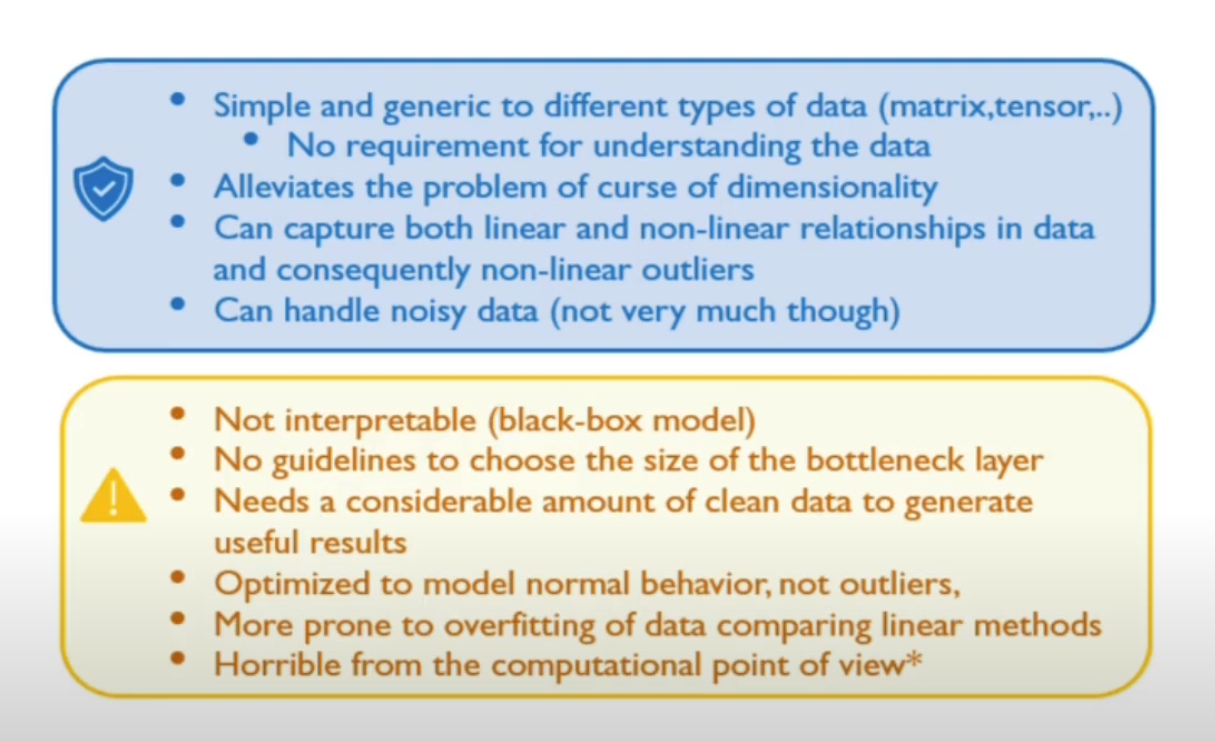 • Simple and generic to different types of data (matrix,tensor,..)
• No requirement for understanding the data
• Alleviates the problem of curse of dimensionality
• Can capture both linear and non-linear relationships in data
and consequently non-linear outliers
• Can handle noisy data (not very much though)
• Not interpretable (black-box model)
• No guidelines to choose the size of the bottleneck layer
• Needs a considerable amount of clean data to generate
useful results
• Optimized to model normal behavior, not outliers,
• More prone to overfitting of data comparing linear methods
• Horrible from the computational point of view*